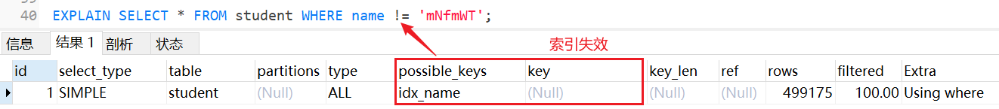 40 EXPLAIN SELECT * FROM student WHERE name != 'mNfmWT';
信息 结果 1 剖析 状态
索引失效
id select_type table partitions type possible_keys key key_len ref rows filtered Extra
1 SIMPLE student (Null) ALL idx_name (Null) (Null) (Null) 499175 100.00 Using where